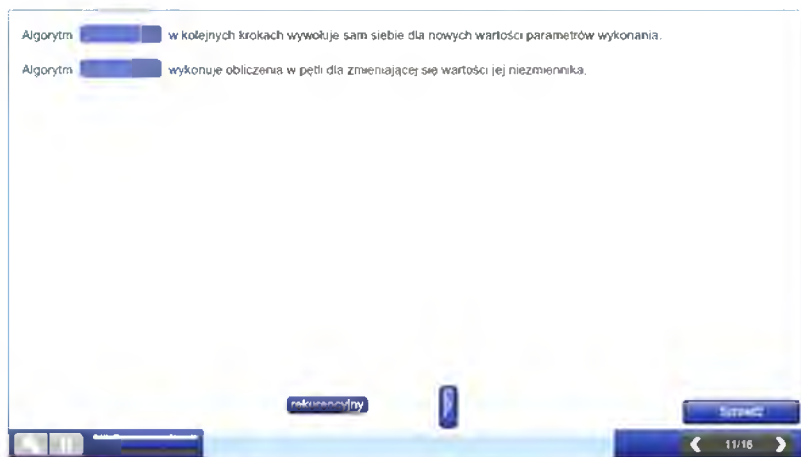 Algorytm w kolejnych krokach wywołuje sam siebie dla nowych wartości parametrów wykonania.
Algorytm wykonuje obliczenia w pętli dla zmieniającej się wartości jej niezmiennika.
rekurencyjny
Sprawdź
11/16